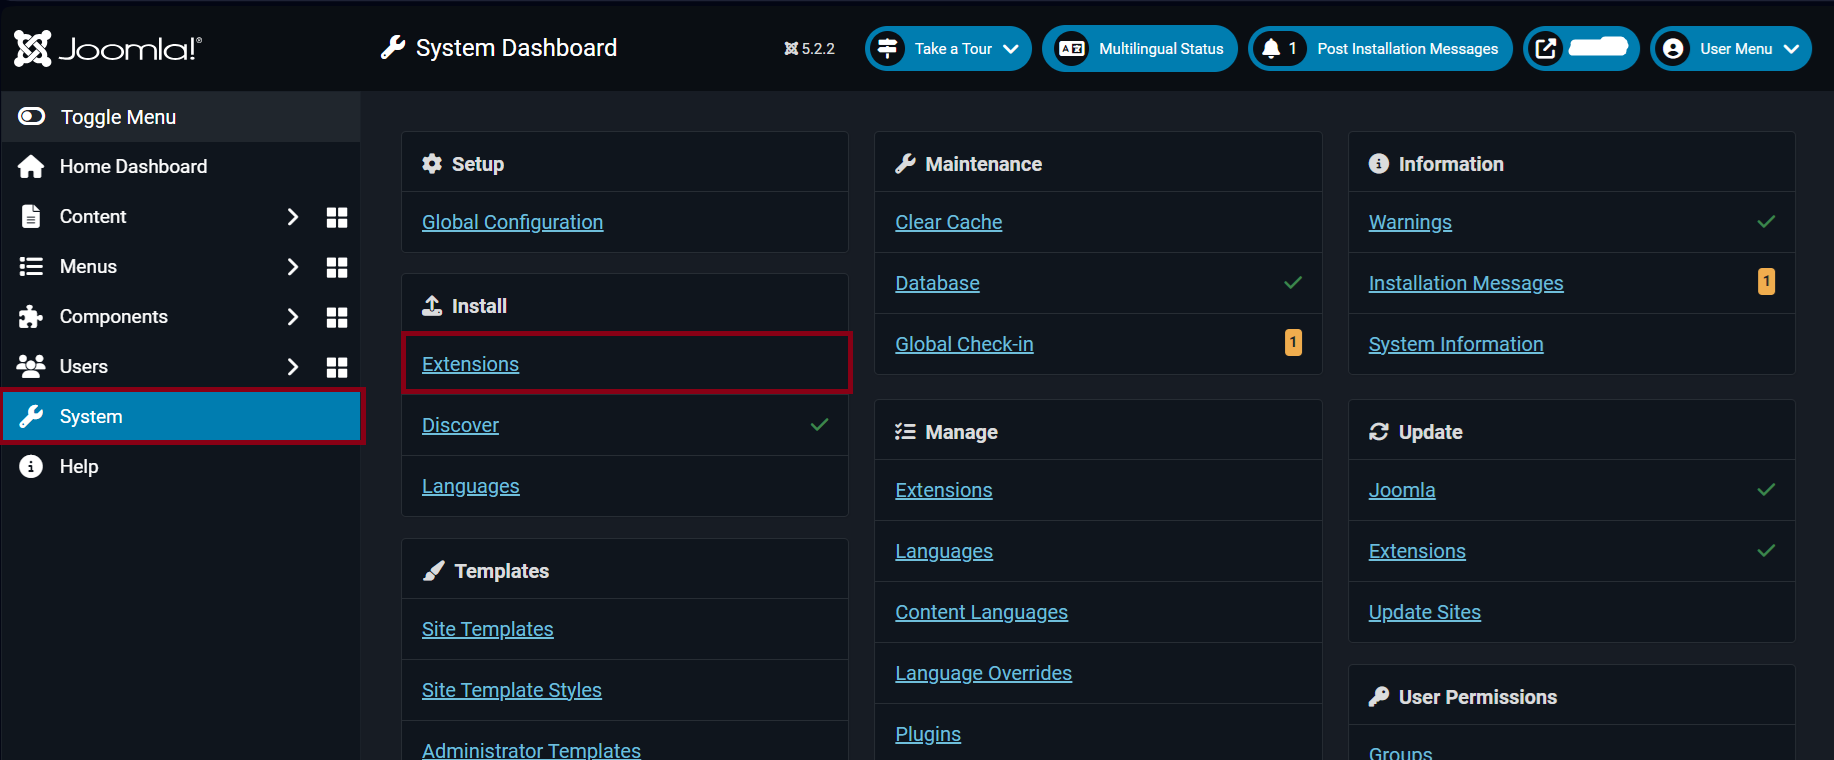 Joomla!®
System Dashboard
5.2.2
Take a Tour
Multilingual Status
1 Post Installation Messages
User Menu
Toggle Menu
Home Dashboard
Content
Menus
Components
Users
System
Help
Setup
Global Configuration
Install
Extensions
Discover
Languages
Templates
Site Templates
Site Template Styles
Administrator Templates
Maintenance
Clear Cache
Database
Global Check-in 1
Manage
Extensions
Languages
Content Languages
Language Overrides
Plugins
Information
Warnings
Installation Messages 1
System Information
Update
Joomla
Extensions
Update Sites
User Permissions
Groups